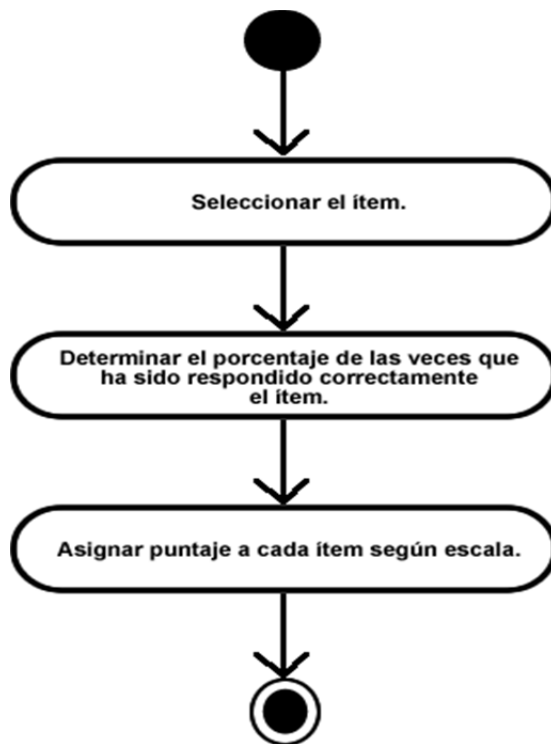 Seleccionar el ítem.
Determinar el porcentaje de las veces que
ha sido respondido correctamente
el ítem.
Asignar puntaje a cada ítem según escala.